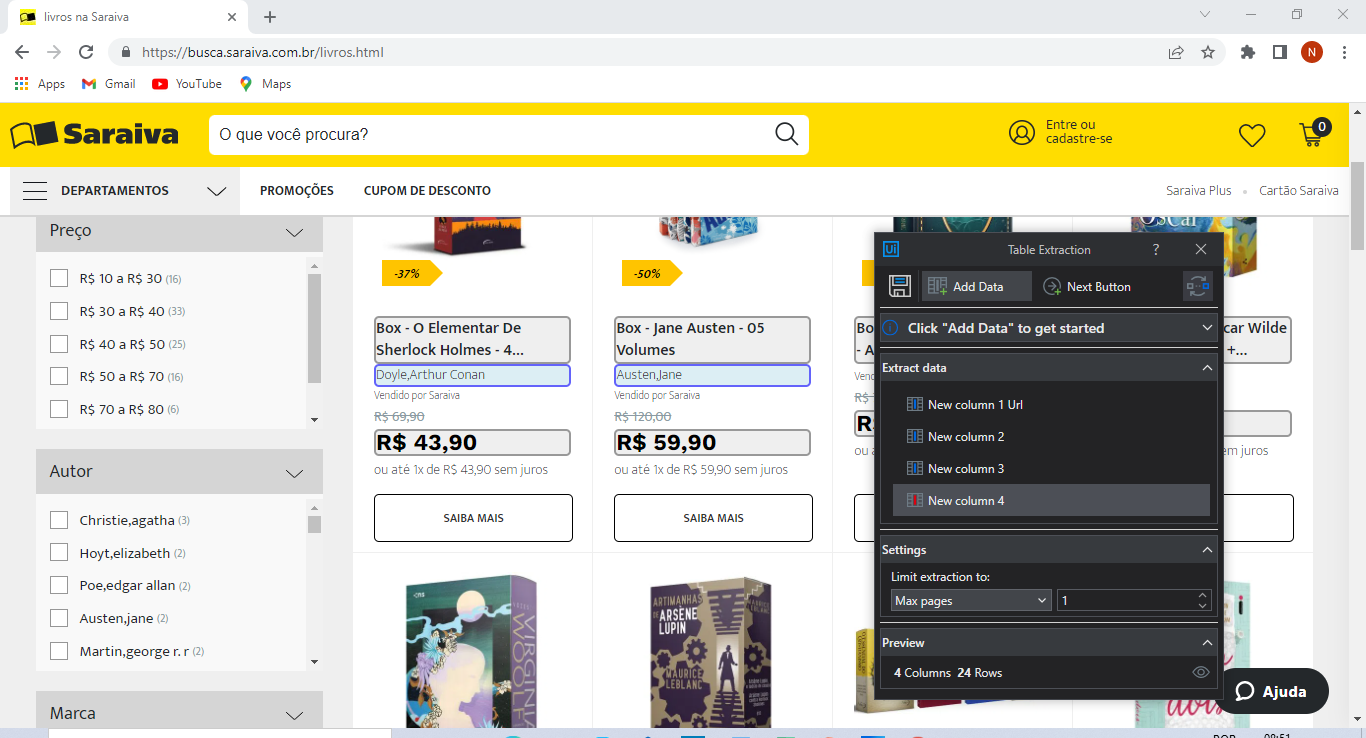 livros na Saraiva
https://busca.saraiva.com.br/livros.html
N
Apps
Gmail
YouTube
Maps
Saraiva
O que você procura?
Entre ou
cadastre-se
0
DEPARTAMENTOS
PROMOÇÕES
CUPOM DE DESCONTO
Saraiva Plus
Cartão Saraiva
Preço
R$ 10 a R$ 30 (16)
R$ 30 a R$ 40 (33)
R$ 40 a R$ 50 (25)
R$ 50 a R$ 70 (16)
R$ 70 a R$ 80 (6)
Autor
Christie,agatha (3)
Hoyt,elizabeth (2)
Poe,edgar allan (2)
Austen,jane (2)
Martin,george r. r (2)
Marca
-37%
Box - O Elementar De
Sherlock Holmes - 4...
Doyle,Arthur Conan
Vendido por Saraiva
R$ 69,90
R$ 43,90
ou até 1x de R$ 43,90 sem juros
SAIBA MAIS
-50%
Box - Jane Austen - 05
Volumes
Austen,Jane
Vendido por Saraiva
R$ 120,00
R$ 59,90
ou até 1x de R$ 59,90 sem juros
SAIBA MAIS
Box
- A
Vend
R$
R$
ou a
Oscar
car Wilde
+...
em juros
VIRGINI
WOOLF
ARTIMANHAS
DE ARSÈNE
LUPIN
MAURICE
LEBLANC
Ui
Table Extraction
?
Add Data
Next Button
Click "Add Data" to get started
Extract data
New column 1 Url
New column 2
New column 3
New column 4
Settings
Limit extraction to:
Max pages
1
Preview
4 Columns 24 Rows
Ajuda